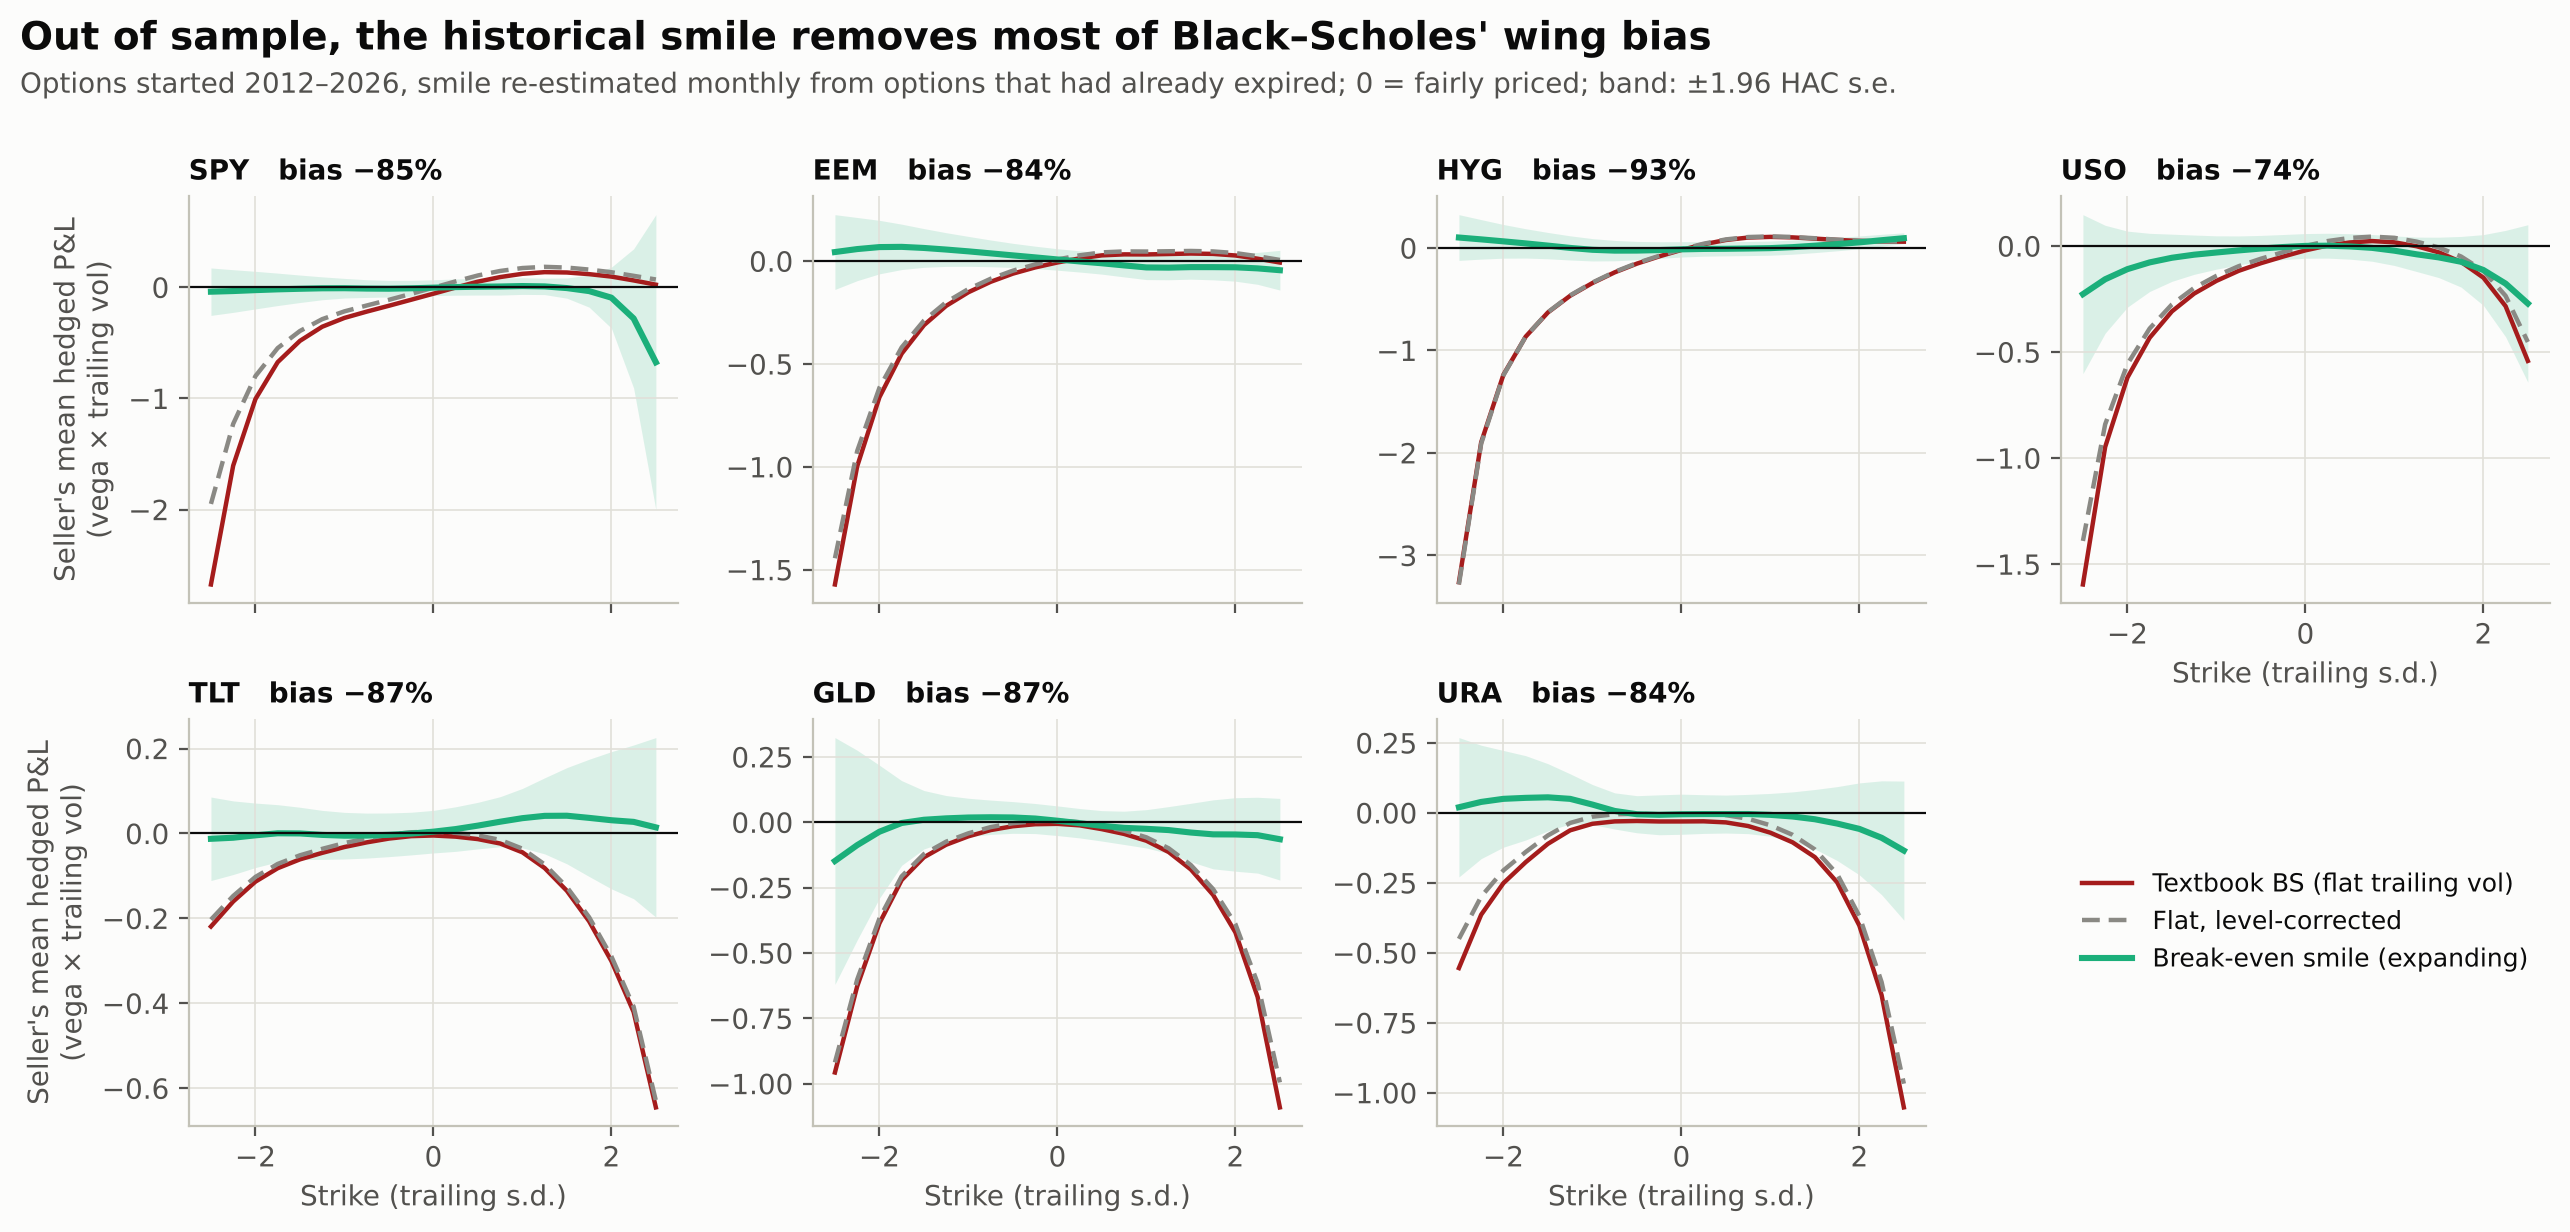 Out of sample, the historical smile removes most of Black–Scholes' wing bias
Options started 2012–2026, smile re-estimated monthly from options that had already expired; 0 = fairly priced; band: ±1.96 HAC s.e.
SPY bias −85%
Seller's mean hedged P&L
(vega × trailing vol)
0
−1
−2
EEM bias −84%
0.0
−0.5
−1.0
−1.5
HYG bias −93%
0
−1
−2
−3
USO bias −74%
0.0
−0.5
−1.0
−1.5
−2 0 2
Strike (trailing s.d.)
TLT bias −87%
Seller's mean hedged P&L
(vega × trailing vol)
0.2
0.0
−0.2
−0.4
−0.6
−2 0 2
Strike (trailing s.d.)
GLD bias −87%
0.25
0.00
−0.25
−0.50
−0.75
−1.00
−2 0 2
Strike (trailing s.d.)
URA bias −84%
0.25
0.00
−0.25
−0.50
−0.75
−1.00
−2 0 2
Strike (trailing s.d.)
Textbook BS (flat trailing vol)
Flat, level-corrected
Break-even smile (expanding)